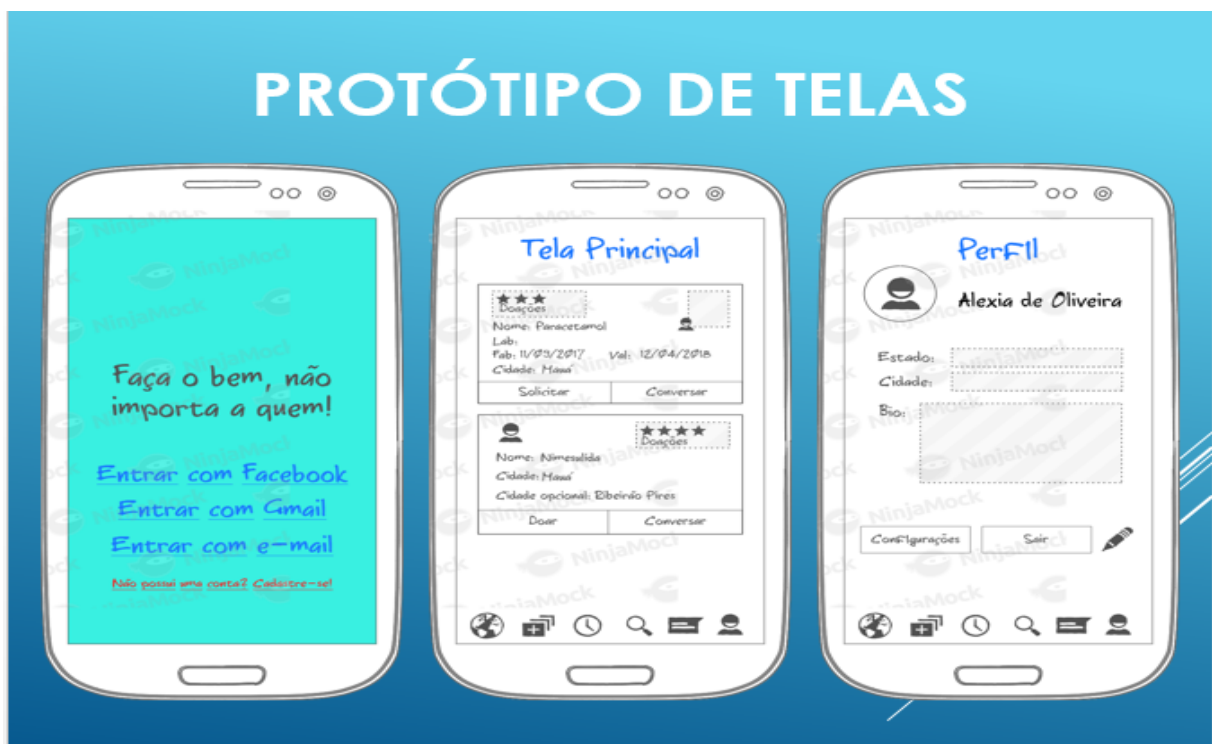 PROTÓTIPO DE TELAS
Faça o bem, não
importa a quem!
Entrar com Facebook
Entrar com Gmail
Entrar com e-mail
Não possui uma conta? Cadastre-se!
Tela Principal
Doações
Nome: Paracetamol
Lab:
Fab: 11/03/2017 Val: 12/04/2018
Cidade: Mauá
Solicitar Conversar
Doações
Nome: Nimesulida
Cidade: Mauá
Cidade opcional: Ribeirão Pires
Doar Conversar
PerFIl
Alexia de Oliveira
Estado:
Cidade:
Bio:
Configurações Sair
NinjaMock